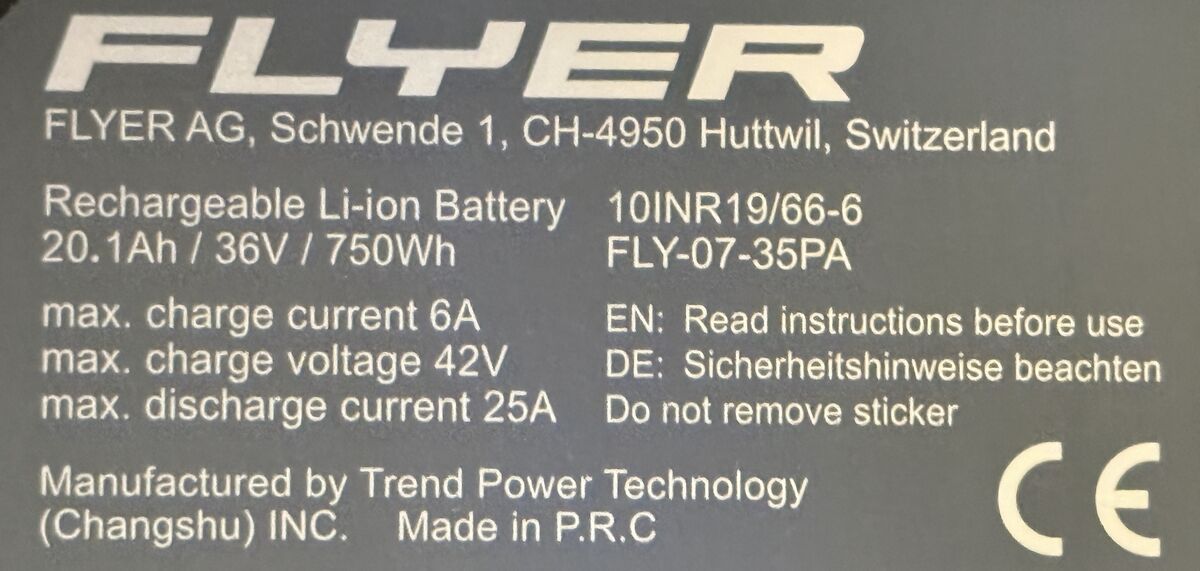 FLYER
FLYER AG, Schwende 1, CH-4950 Huttwil, Switzerland
Rechargeable Li-ion Battery 10INR19/66-6
20.1Ah / 36V / 750Wh FLY-07-35PA
max. charge current 6A
max. charge voltage 42V
max. discharge current 25A
EN: Read instructions before use
DE: Sicherheitshinweise beachten
Do not remove sticker
Manufactured by Trend Power Technology
(Changshu) INC. Made in P.R.C
CE